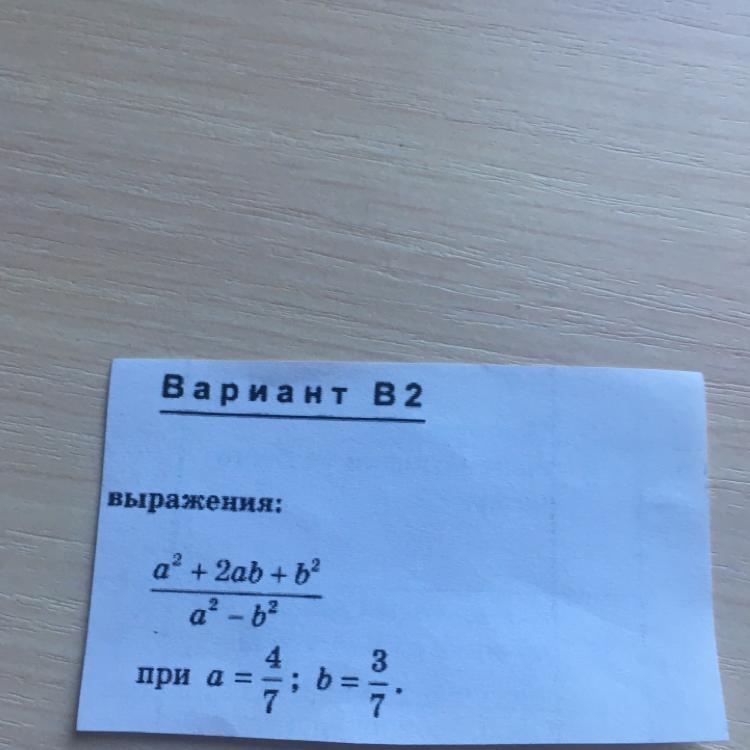 Вариант В2
выражения:
a² + 2ab + b²
a² – b²
при a = 4/7; b = 3/7.